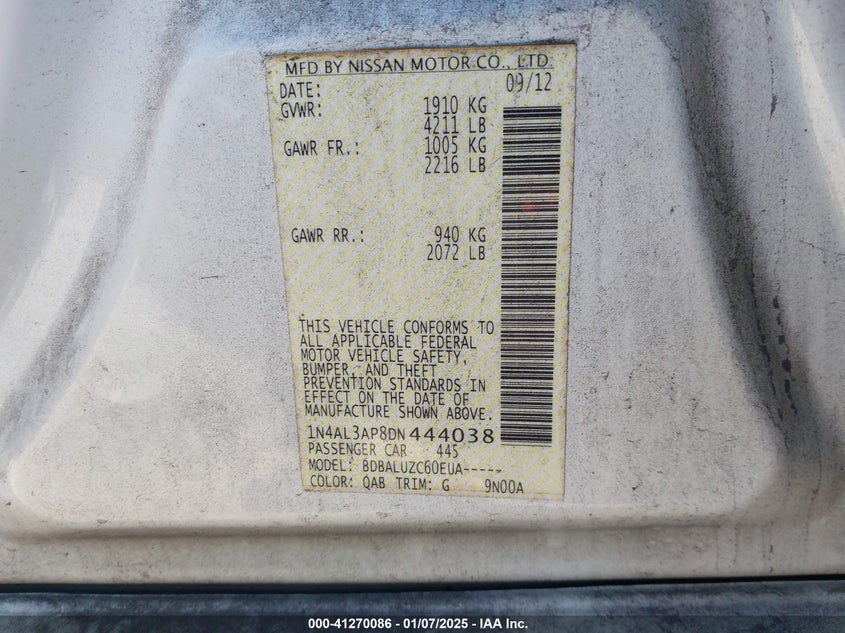 MFD BY NISSAN MOTOR CO., LTD.
DATE: 09/12
GVWR: 1910 KG
4211 LB
GAWR FR.: 1005 KG
2216 LB
GAWR RR.: 940 KG
2072 LB
THIS VEHICLE CONFORMS TO
ALL APPLICABLE FEDERAL
MOTOR VEHICLE SAFETY,
BUMPER, AND THEFT
PREVENTION STANDARDS IN
EFFECT ON THE DATE OF
MANUFACTURE SHOWN ABOVE.
1N4AL3AP8DN444038
PASSENGER CAR 445
MODEL: BDBALUZC60EUA-----
COLOR: QAB TRIM: G 9N00A
000-41270086 - 01/07/2025 - IAA Inc.